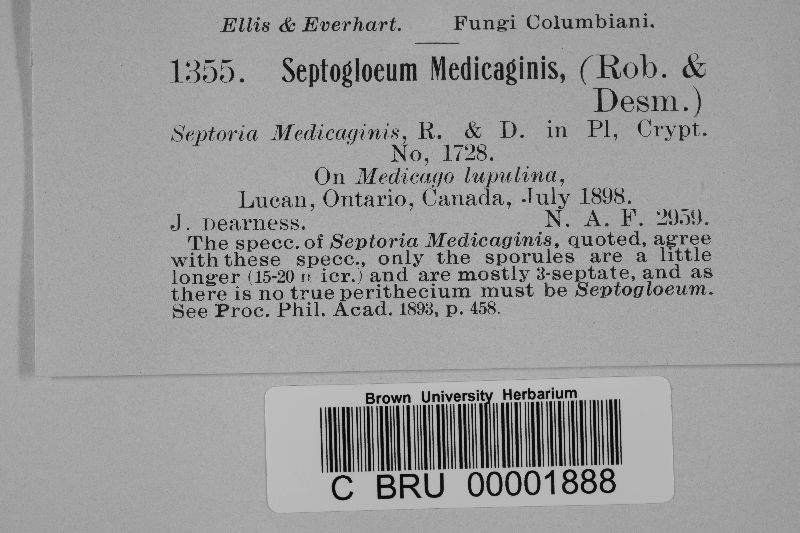 Ellis & Everhart. Fungi Columbiani.
1355. Septogloeum Medicaginis, (Rob. &
Desm.)
Septoria Medicaginis, R. & D. in Pl, Crypt.
No, 1728.
On Medicago lupulina,
Lucan, Ontario, Canada, July 1898.
J. Dearness. N. A. F. 2959.
The specc. of Septoria Medicaginis, quoted, agree
with these specc., only the sporules are a little
longer (15-20 icr.) and are mostly 3-septate, and as
there is no true perithecium must be Septogloeum.
See Proc. Phil. Acad. 1893, p. 458.
Brown University Herbarium
C BRU 00001888